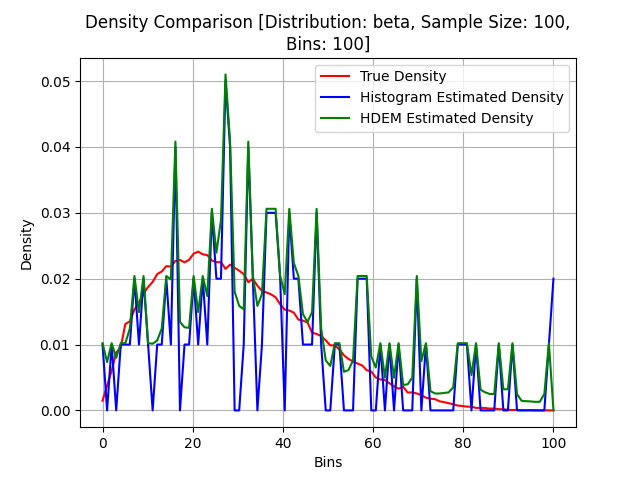 Density Comparison [Distribution: beta, Sample Size: 100,
Bins: 100]
True Density
Histogram Estimated Density
HDEM Estimated Density
Density
0.05
0.04
0.03
0.02
0.01
0.00
0 20 40 60 80 100
Bins